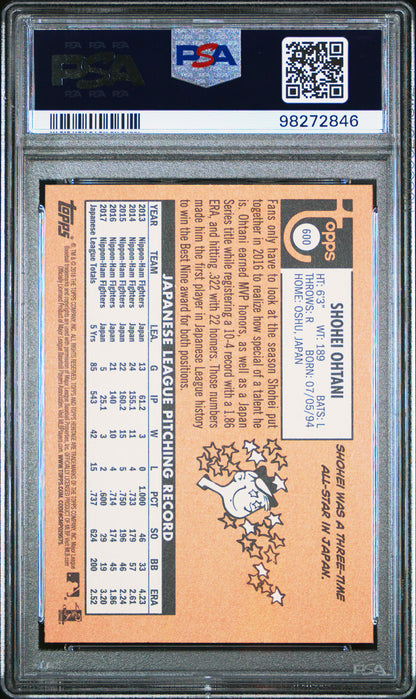 PSA
PSA
98272846
Topps
600
SHOHEI OHTANI
HT: 6'3" WT: 189 BATS: L
THROWS: R BORN: 07/05/94
HOME: OSHU, JAPAN
SHOHEI WAS A THREE-TIME
ALL-STAR IN JAPAN.
Fans only have to look at the season Shohei put
together in 2016 to realize how special of a talent he
is. Ohtani earned MVP honors as well as a Japan
Series title while registering a 10-4 record with a 1.86
ERA, and hitting .322 with 22 homers. Those numbers
made him the first player in Japanese League history
to win the Best Nine award for both positions.
JAPANESE LEAGUE PITCHING RECORD
YEAR TEAM LEA. G IP W L PCT SO BB ERA
2013 Nippon-Ham Fighters 13 61.2 3 0 1.000 46 33 4.23
2014 Nippon-Ham Fighters 24 155.1 11 4 .733 179 57 2.61
2015 Nippon-Ham Fighters 22 160.2 15 5 .750 196 46 2.24
2016 Nippon-Ham Fighters 21 140 10 4 .714 174 45 1.86
2017 Nippon-Ham Fighters 5 25.1 3 2 .600 29 19 3.20
Japanese League Totals 5 Yrs 85 543 42 15 .737 624 200 2.52
Topps
PSA